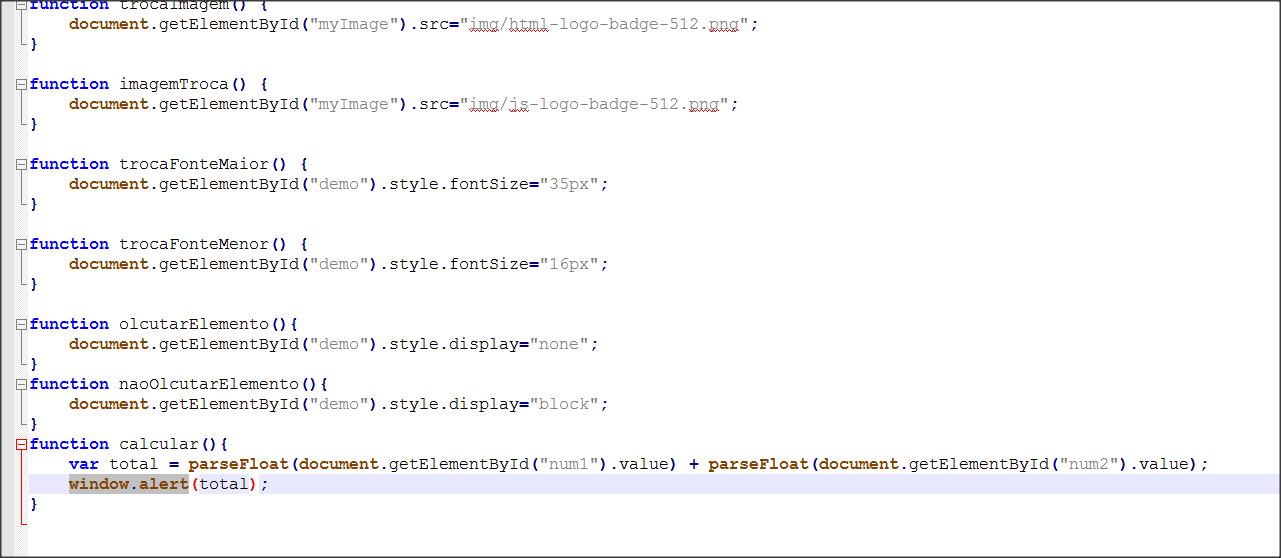 function trocaImagem() {
    document.getElementById("myImage").src="img/html-logo-badge-512.png";
}

function imagemTroca() {
    document.getElementById("myImage").src="img/js-logo-badge-512.png";
}

function trocaFonteMaior() {
    document.getElementById("demo").style.fontSize="35px";
}

function trocaFonteMenor() {
    document.getElementById("demo").style.fontSize="16px";
}

function olcutarElemento(){
    document.getElementById("demo").style.display="none";
}
function naoOlcutarElemento(){
    document.getElementById("demo").style.display="block";
}
function calcular(){
    var total = parseFloat(document.getElementById("num1").value) + parseFloat(document.getElementById("num2").value);
    window.alert(total);
}